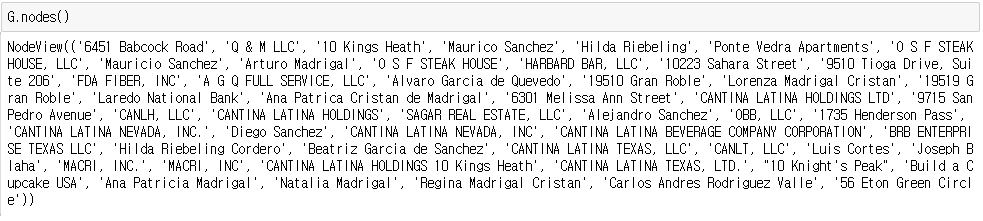 G.nodes()
NodeView(('6451 Babcock Road', 'Q & M LLC', '10 Kings Heath', 'Maurico Sanchez', 'Hilda Riebeling', 'Ponte Vedra Apartments', 'O S F STEAK
HOUSE, LLC', 'Mauricio Sanchez', 'Arturo Madrigal', 'O S F STEAK HOUSE', 'HARBARD BAR, LLC', '10223 Sahara Street', '9510 Tioga Drive, Sui
te 206', 'FDA FIBER, INC', 'A G Q FULL SERVICE, LLC', 'Alvaro Garcia de Quevedo', '19510 Gran Roble', 'Lorenza Madrigal Cristan', '19519 G
ran Roble', 'Laredo National Bank', 'Ana Patrica Cristan de Madrigal', '6301 Melissa Ann Street', 'CANTINA LATINA HOLDINGS LTD', '9715 San
Pedro Avenue', 'CANLH, LLC', 'CANTINA LATINA HOLDINGS', 'SAGAR REAL ESTATE, LLC', 'Alejandro Sanchez', 'OBB, LLC', '1735 Henderson Pass',
'CANTINA LATINA NEVADA, INC.', 'Diego Sanchez', 'CANTINA LATINA NEVADA, INC', 'CANTINA LATINA BEVERAGE COMPANY CORPORATION', 'BRB ENTERPRI
SE TEXAS LLC', 'Hilda Riebeling Cordero', 'Beatriz Garcia de Sanchez', 'CANTINA LATINA TEXAS, LLC', 'CANLT, LLC', 'Luis Cortes', 'Joseph B
laha', 'MACRI, INC.', 'MACRI, INC', 'CANTINA LATINA HOLDINGS 10 Kings Heath', 'CANTINA LATINA TEXAS, LTD.', "10 Knight's Peak", 'Build a C
upcake USA', 'Ana Patricia Madrigal', 'Natalia Madrigal', 'Regina Madrigal Cristan', 'Carlos Andres Rodriguez Valle', '56 Eton Green Circl
e'))